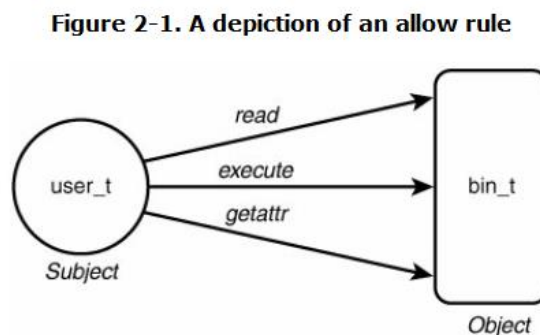 Figure 2-1. A depiction of an allow rule
read
execute
getattr
user_t
bin_t
Subject
Object